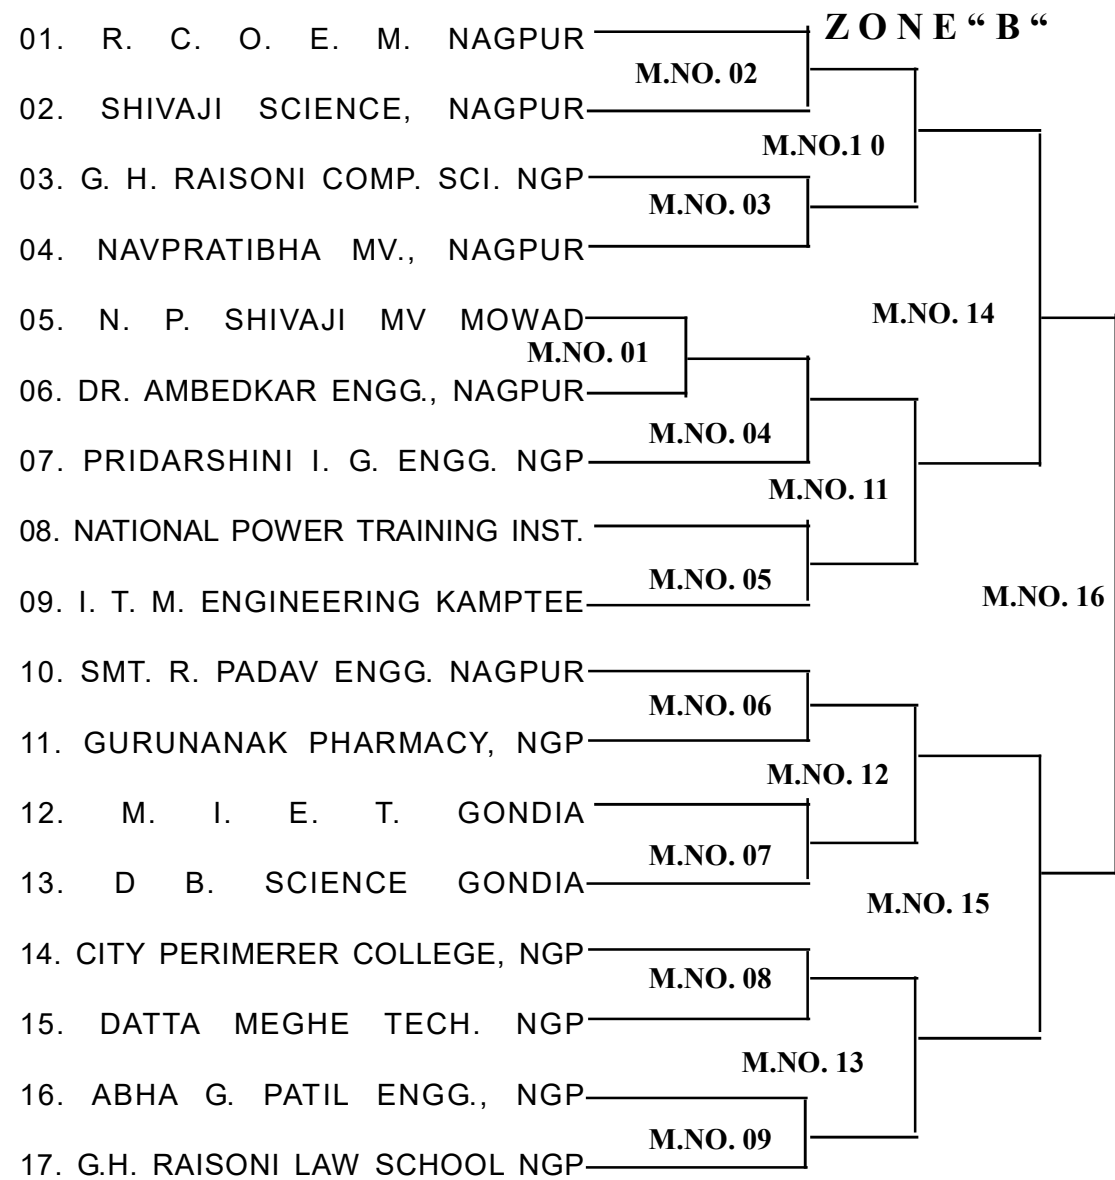 ZONE“ B “
01. R. C. O. E. M. NAGPUR
M.NO. 02
02. SHIVAJI SCIENCE, NAGPUR
M.NO.1 0
03. G. H. RAISONI COMP. SCI. NGP
M.NO. 03
04. NAVPRATIBHA MV., NAGPUR
M.NO. 14
05. N. P. SHIVAJI MV MOWAD
M.NO. 01
06. DR. AMBEDKAR ENGG., NAGPUR
M.NO. 04
07. PRIDARSHINI I. G. ENGG. NGP
M.NO. 11
08. NATIONAL POWER TRAINING INST.
M.NO. 05
09. I. T. M. ENGINEERING KAMPTEE
M.NO. 16
10. SMT. R. PADAV ENGG. NAGPUR
M.NO. 06
11. GURUNANAK PHARMACY, NGP
M.NO. 12
12. M. I. E. T. GONDIA
M.NO. 07
13. D B. SCIENCE GONDIA
M.NO. 15
14. CITY PERIMERER COLLEGE, NGP
M.NO. 08
15. DATTA MEGHE TECH. NGP
M.NO. 13
16. ABHA G. PATIL ENGG., NGP
M.NO. 09
17. G.H. RAISONI LAW SCHOOL NGP